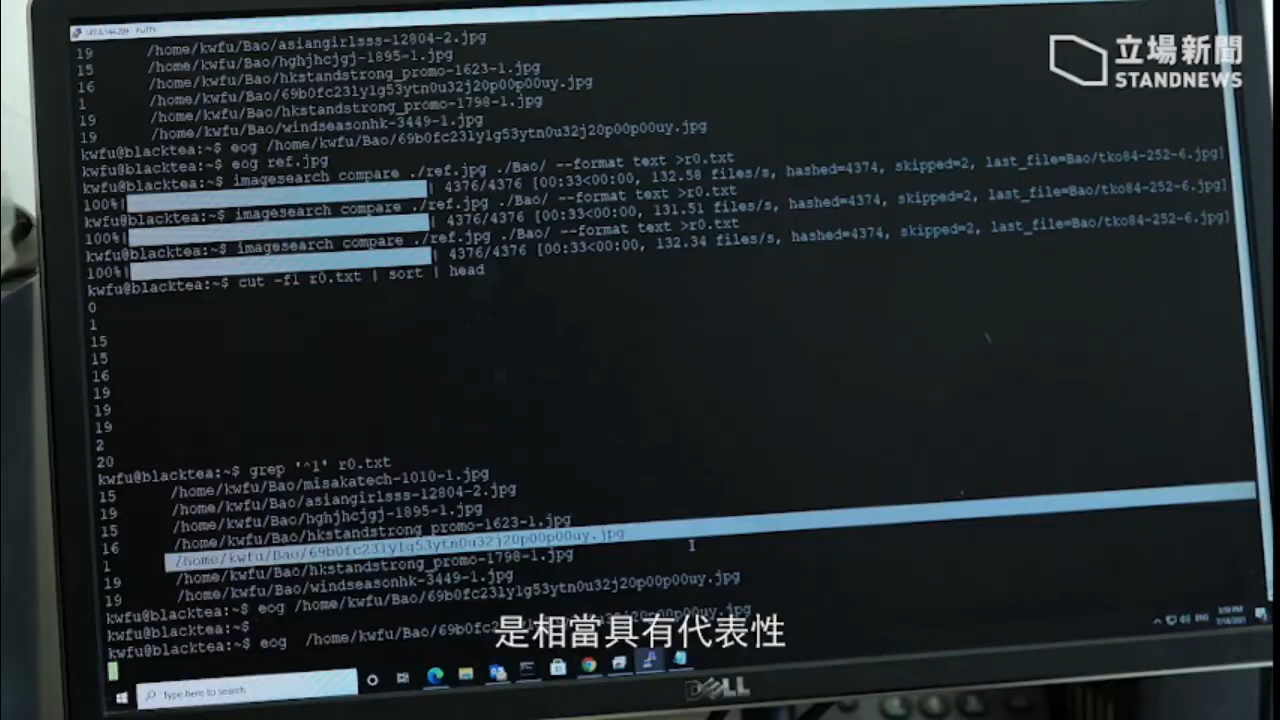 立場新聞
STANDNEWS
PuTTY
19 /home/kwfu/Bao/asiangirlsss-12804-2.jpg
15 /home/kwfu/Bao/hghjhcjgj-1895-1.jpg
16 /home/kwfu/Bao/hkstandstrong_promo-1623-1.jpg
1 /home/kwfu/Bao/69b0fc23ly1g53ytn0u32j20p00p00uy.jpg
19 /home/kwfu/Bao/hkstandstrong_promo-1798-1.jpg
19 /home/kwfu/Bao/windseasonhk-3449-1.jpg
kwfu@blacktea:~$ eog /home/kwfu/Bao/69b0fc23ly1g53ytn0u32j20p00p00uy.jpg
kwfu@blacktea:~$ eog ref.jpg
kwfu@blacktea:~$ imagesearch compare ./ref.jpg ./Bao/ --format text >r0.txt
100%| | 4376/4376 [00:33<00:00, 132.58 files/s, hashed=4374, skipped=2, last_file=Bao/tko84-252-6.jpg]
kwfu@blacktea:~$ imagesearch compare ./ref.jpg ./Bao/ --format text >r0.txt
100%| | 4376/4376 [00:33<00:00, 131.51 files/s, hashed=4374, skipped=2, last_file=Bao/tko84-252-6.jpg]
kwfu@blacktea:~$ imagesearch compare ./ref.jpg ./Bao/ --format text >r0.txt
100%| | 4376/4376 [00:33<00:00, 132.34 files/s, hashed=4374, skipped=2, last_file=Bao/tko84-252-6.jpg]
kwfu@blacktea:~$ cut -f1 r0.txt | sort | head
0
1
15
15
16
19
19
19
2
20
kwfu@blacktea:~$ grep '^1' r0.txt
15 /home/kwfu/Bao/misakatech-1010-1.jpg
19 /home/kwfu/Bao/asiangirlsss-12804-2.jpg
15 /home/kwfu/Bao/hghjhcjgj-1895-1.jpg
16 /home/kwfu/Bao/hkstandstrong_promo-1623-1.jpg
1 /home/kwfu/Bao/69b0fc23ly1g53ytn0u32j20p00p00uy.jpg
19 /home/kwfu/Bao/hkstandstrong_promo-1798-1.jpg
19 /home/kwfu/Bao/windseasonhk-3449-1.jpg
kwfu@blacktea:~$ eog /home/kwfu/Bao/69b0fc23ly1g53ytn0u32j20p00p00uy.jpg
kwfu@blacktea:~$
kwfu@blacktea:~$ eog /home/kwfu/Bao/69b0fc23ly1g53ytn0u32j20p00p00uy.jpg
是相當具有代表性
Type here to search
ENG
DELL